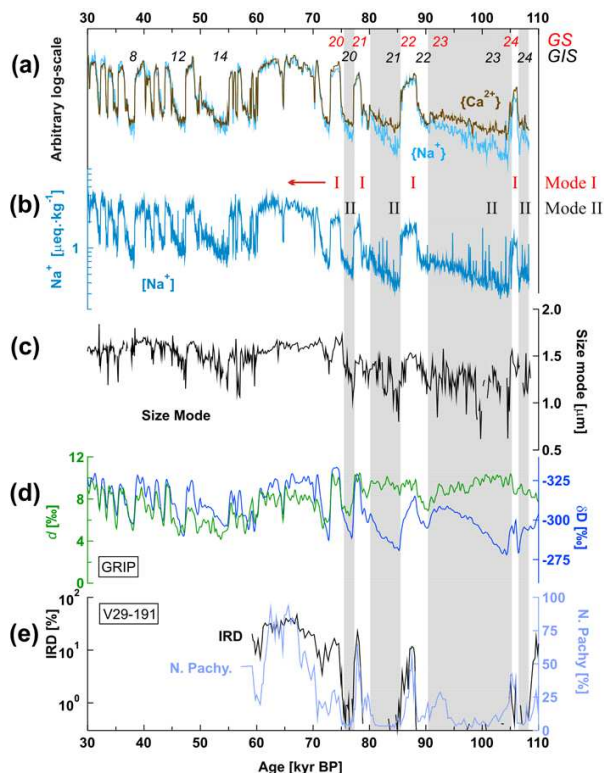 30 40 50 60 70 80 90 100 110
20 21 22 23 24 GS
8 12 14 20 21 22 23 24 GIS
(a)
Arbitrary log-scale
{Ca²⁺}
{Na⁺}
I I I I Mode I
II II II II Mode II
(b)
Na⁺ [µeq.·kg⁻¹]
1
[Na⁺]
(c)
2.0
1.5
1.0
0.5
Size mode [µm]
Size Mode
(d)
12
8
4
0
d [‰]
-325
-300
-275
δD [‰]
GRIP
(e)
V29-191
10²
10¹
10⁰
IRD [%]
IRD
N. Pachy.
100
75
50
25
0
N. Pachy [%]
30 40 50 60 70 80 90 100 110
Age [kyr BP]